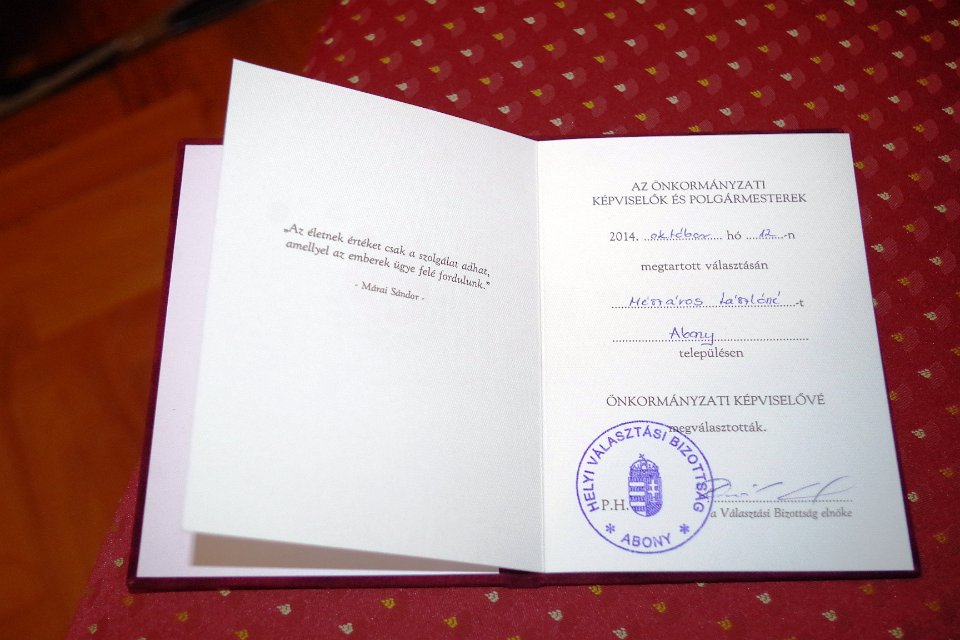 „Az életnek értéket csak a szolgálat adhat,
amellyel az emberek ügye felé fordulunk.”
- Márai Sándor -
AZ ÖNKORMÁNYZATI
KÉPVISELŐK ÉS POLGÁRMESTEREK
2014. október hó 12.-n
megtartott választásán
Mészáros Lászlóné -t
Abony
településen
ÖNKORMÁNYZATI KÉPVISELŐVÉ
megválasztották.
HELYI VÁLASZTÁSI BIZOTTSÁG
P.H.
a Választási Bizottság elnöke
* ABONY *